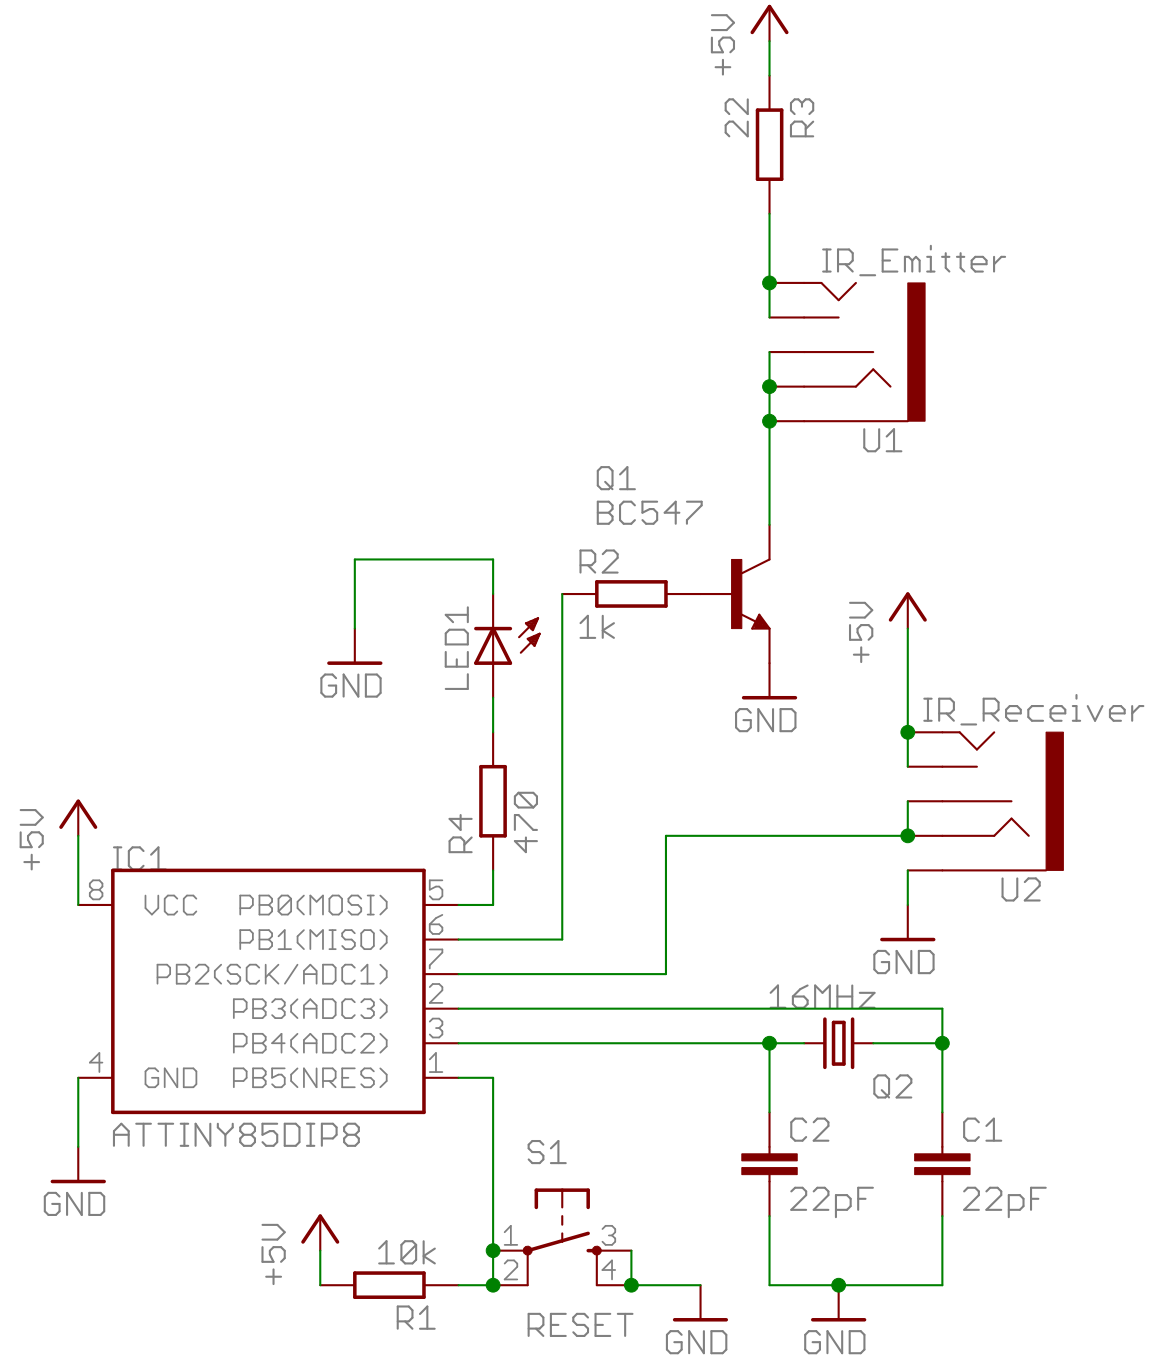 +5V
22
R3
IR_Emitter
U1
Q1
BC547
R2
1k
LED1
GND
GND
+5V
IR_Receiver
U2
GND
R4
470
+5V
IC1
8
VCC
PB0(MOSI)
5
PB1(MISO)
6
PB2(SCK/ADC1)
7
PB3(ADC3)
2
PB4(ADC2)
3
4
GND
PB5(NRES)
1
ATTINY85DIP8
GND
16MHz
Q2
C2
22pF
C1
22pF
S1
1
2
3
4
RESET
+5V
10k
R1
GND
GND